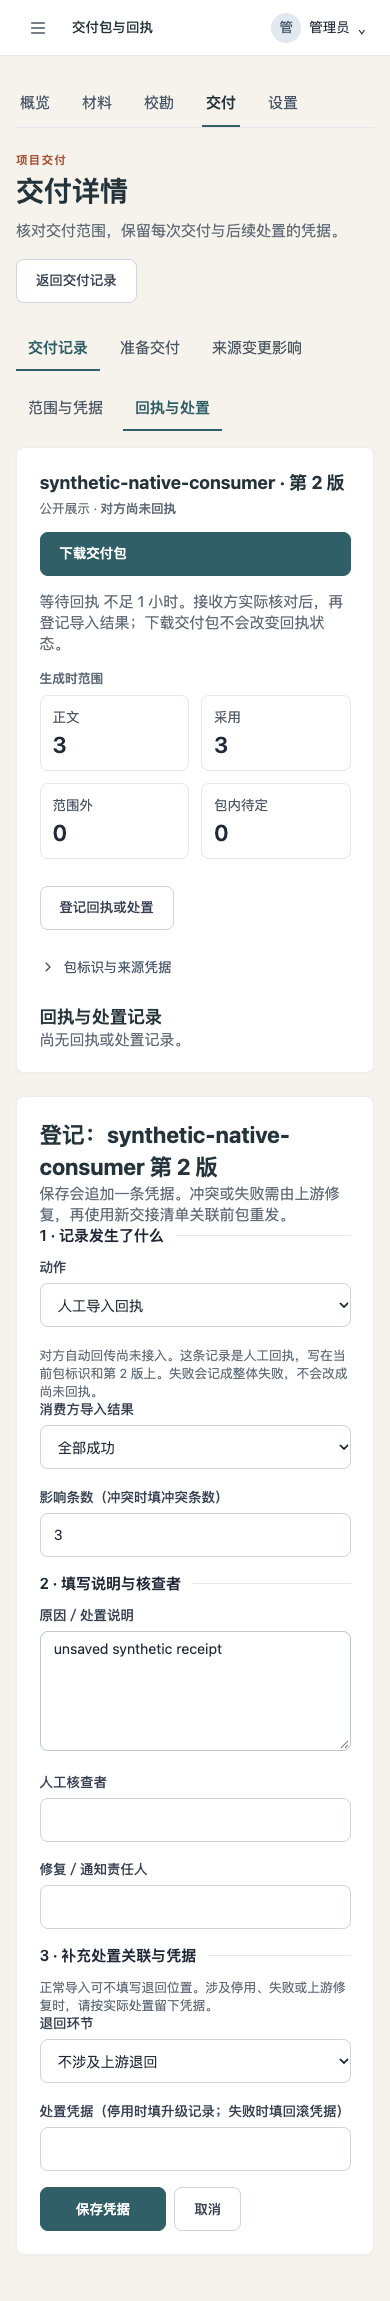 交付包与回执
管 管理员
概览 材料 校勘 交付 设置
项目交付
交付详情
核对交付范围，保留每次交付与后续处置的凭据。
返回交付记录
交付记录 准备交付 来源变更影响
范围与凭据 回执与处置
synthetic-native-consumer · 第 2 版
公开展示 · 对方尚未回执
下载交付包
等待回执 不足 1 小时。接收方实际核对后，再
登记导入结果；下载交付包不会改变回执状
态。
生成时范围
正文 采用
3 3
范围外 包内待定
0 0
登记回执或处置
包标识与来源凭据
回执与处置记录
尚无回执或处置记录。
登记：synthetic-native-
consumer 第 2 版
保存会追加一条凭据。冲突或失败需由上游修
复，再使用新交接清单关联前包重发。
1 · 记录发生了什么
动作
人工导入回执
对方自动回传尚未接入。这条记录是人工回执，写在当
前包标识和第 2 版上。失败会记成整体失败，不会改成
尚未回执。
消费方导入结果
全部成功
影响条数（冲突时填冲突条数）
3
2 · 填写说明与核查者
原因 / 处置说明
unsaved synthetic receipt
人工核查者
修复 / 通知责任人
3 · 补充处置关联与凭据
正常导入可不填写退回位置。涉及停用、失败或上游修
复时，请按实际处置留下凭据。
退回环节
不涉及上游退回
处置凭据（停用时填升级记录；失败时填回滚凭据）
保存凭据 取消